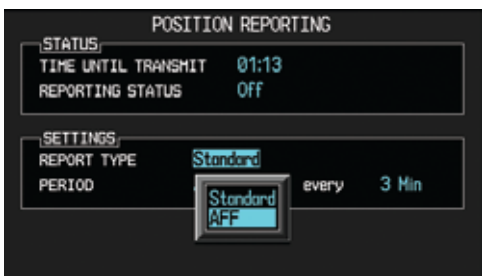 POSITION REPORTING
STATUS
TIME UNTIL TRANSMIT 01:13
REPORTING STATUS Off
SETTINGS
REPORT TYPE Standard
PERIOD every 3 Min
Standard
AFF